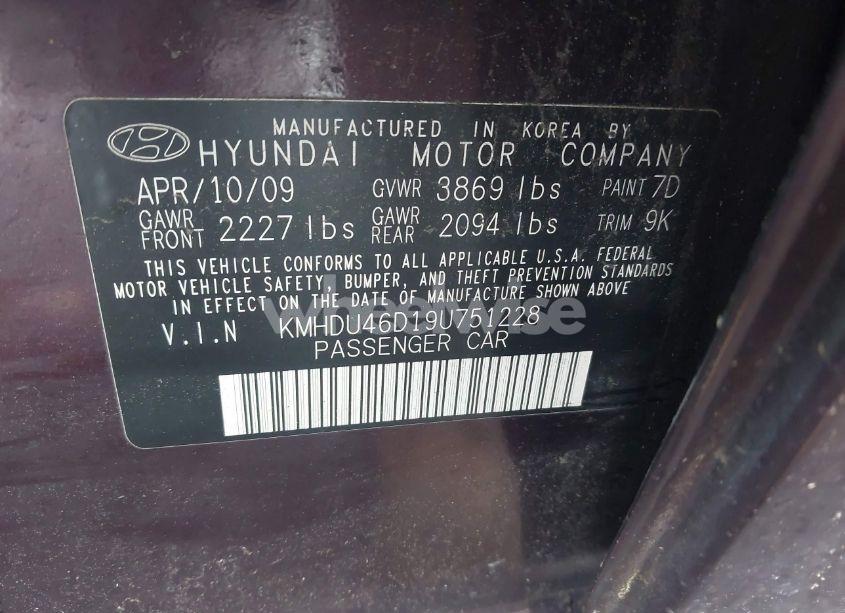 MANUFACTURED IN KOREA BY
HYUNDAI MOTOR COMPANY
APR/10/09 GVWR 3869 lbs PAINT 7D
GAWR FRONT 2227 lbs GAWR REAR 2094 lbs TRIM 9K
THIS VEHICLE CONFORMS TO ALL APPLICABLE U.S.A. FEDERAL
MOTOR VEHICLE SAFETY, BUMPER, AND THEFT PREVENTION STANDARDS
IN EFFECT ON THE DATE OF MANUFACTURE SHOWN ABOVE.
wheelwise
V.I.N KMHDU46D19U751228
PASSENGER CAR